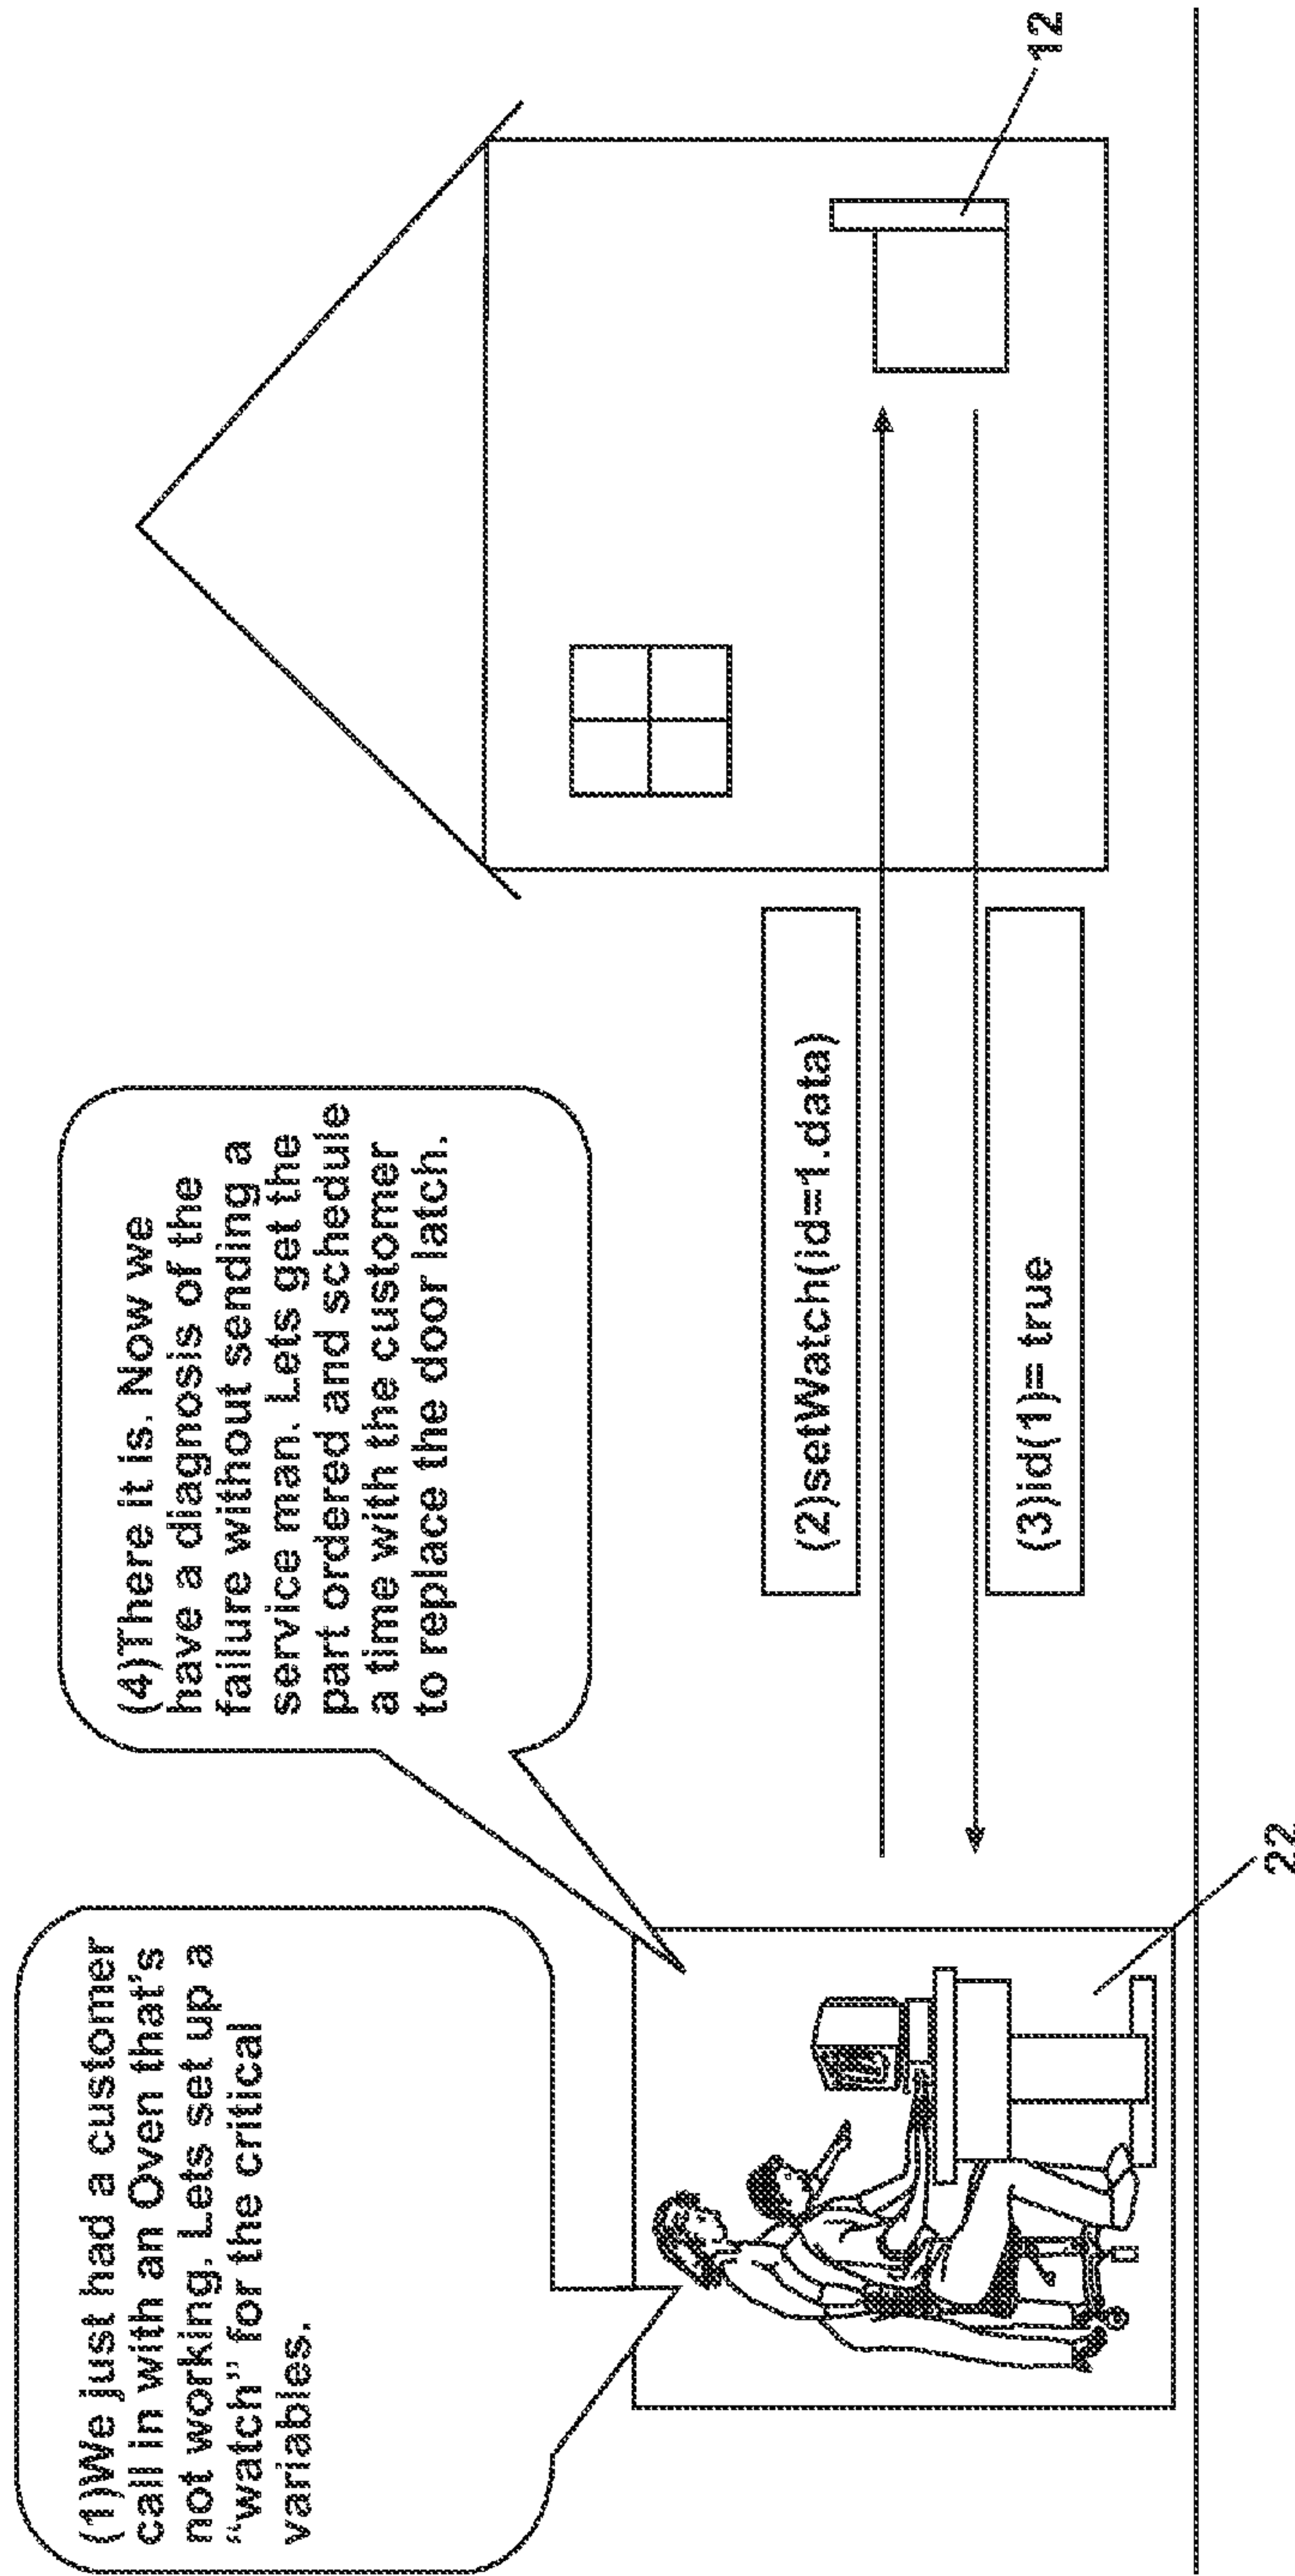 (1)We just had a customer
call in with an Oven that's
not working. Lets set up a
"watch" for the critical
variables.
(4)There it is. Now we
have a diagnosis of the
failure without sending a
service man. Lets get the
part ordered and schedule
a time with the customer
to replace the door latch.
(2)setWatch(id=1.data)
(3)id(1)= true
22
12